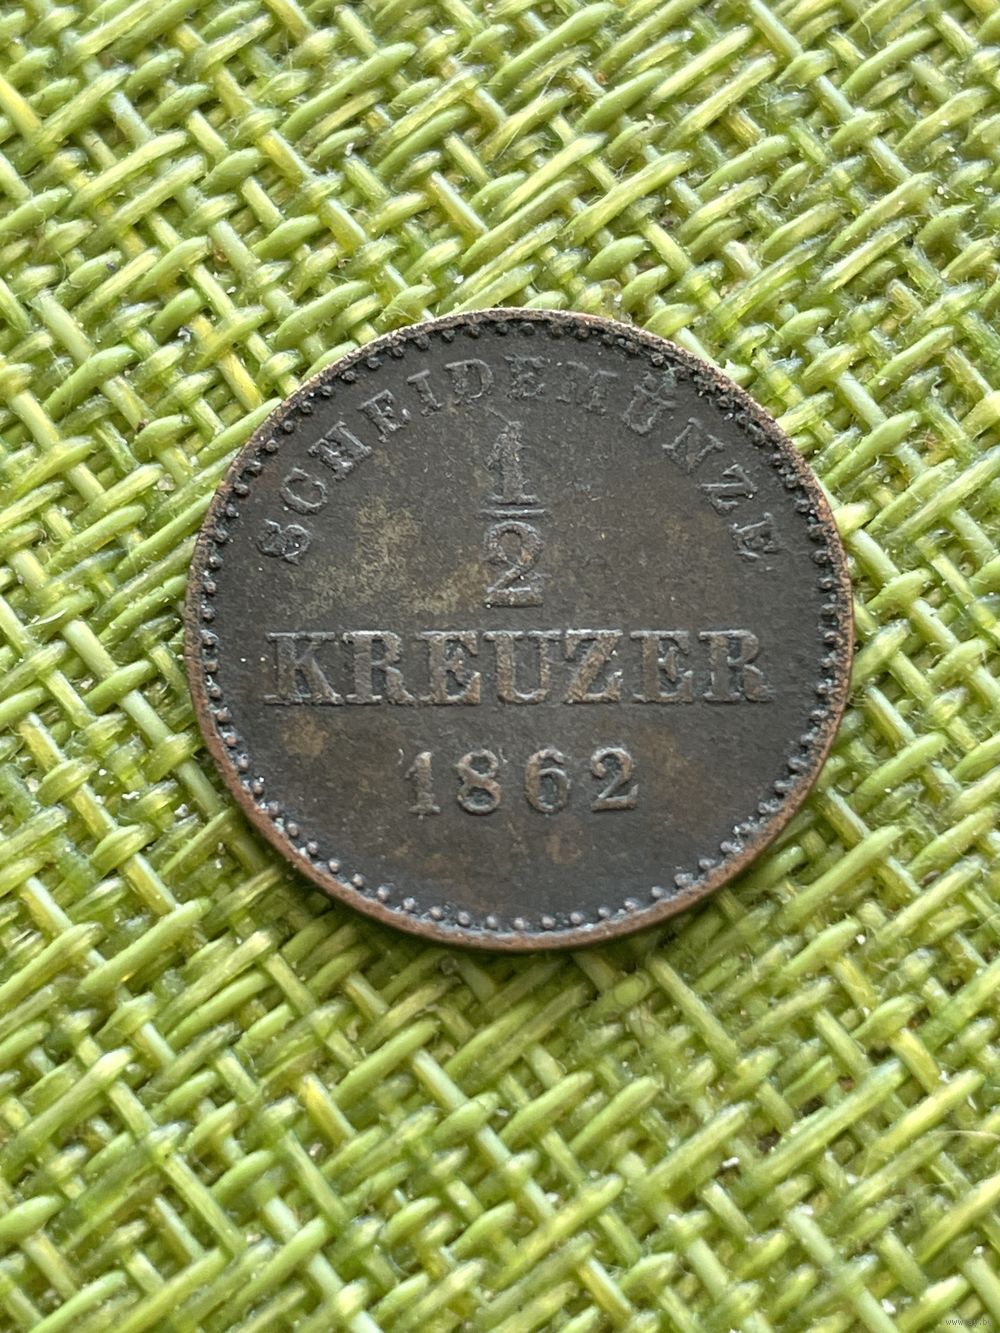 SCHEIDEMÜNZE
1
2
KREUZER
1862